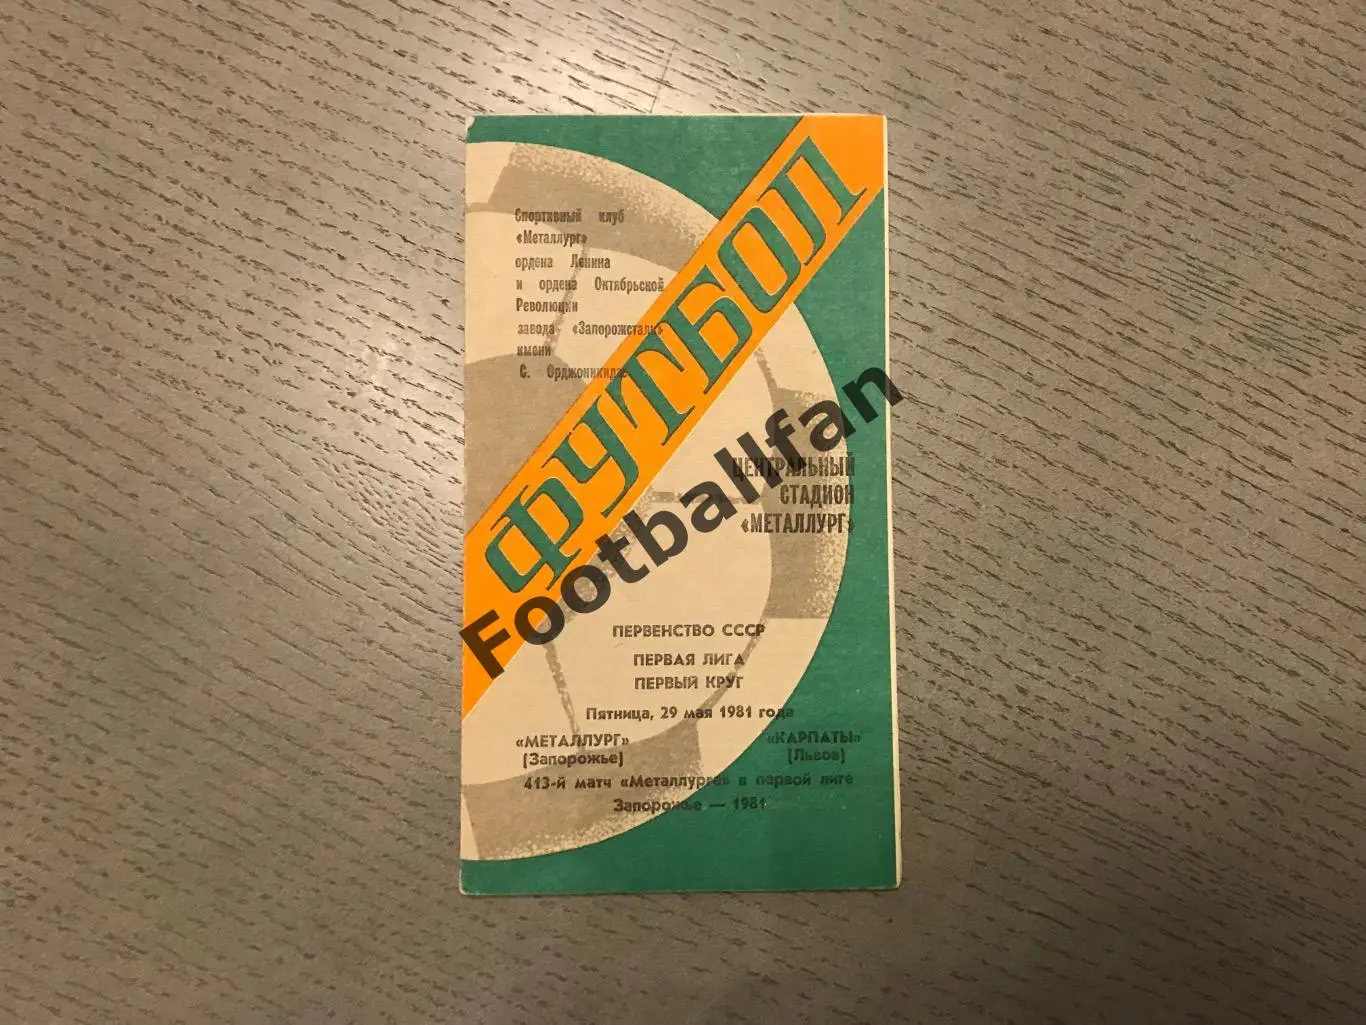 Спортивный клуб
«Металлург»
ордена Ленина
и ордена Октябрьской
Революции
завода «Запорожсталь»
имени
С. Орджоникидзе
ФУТБОЛ
Footballfan
ЦЕНТРАЛЬНЫЙ
СТАДИОН
«МЕТАЛЛУРГ»
ПЕРВЕНСТВО СССР
ПЕРВАЯ ЛИГА
ПЕРВЫЙ КРУГ
Пятница, 29 мая 1981 года
«МЕТАЛЛУРГ» «КАРПАТЫ»
(Запорожье) (Львов)
413-й матч «Металлурга» в первой лиге
Запорожье — 1981